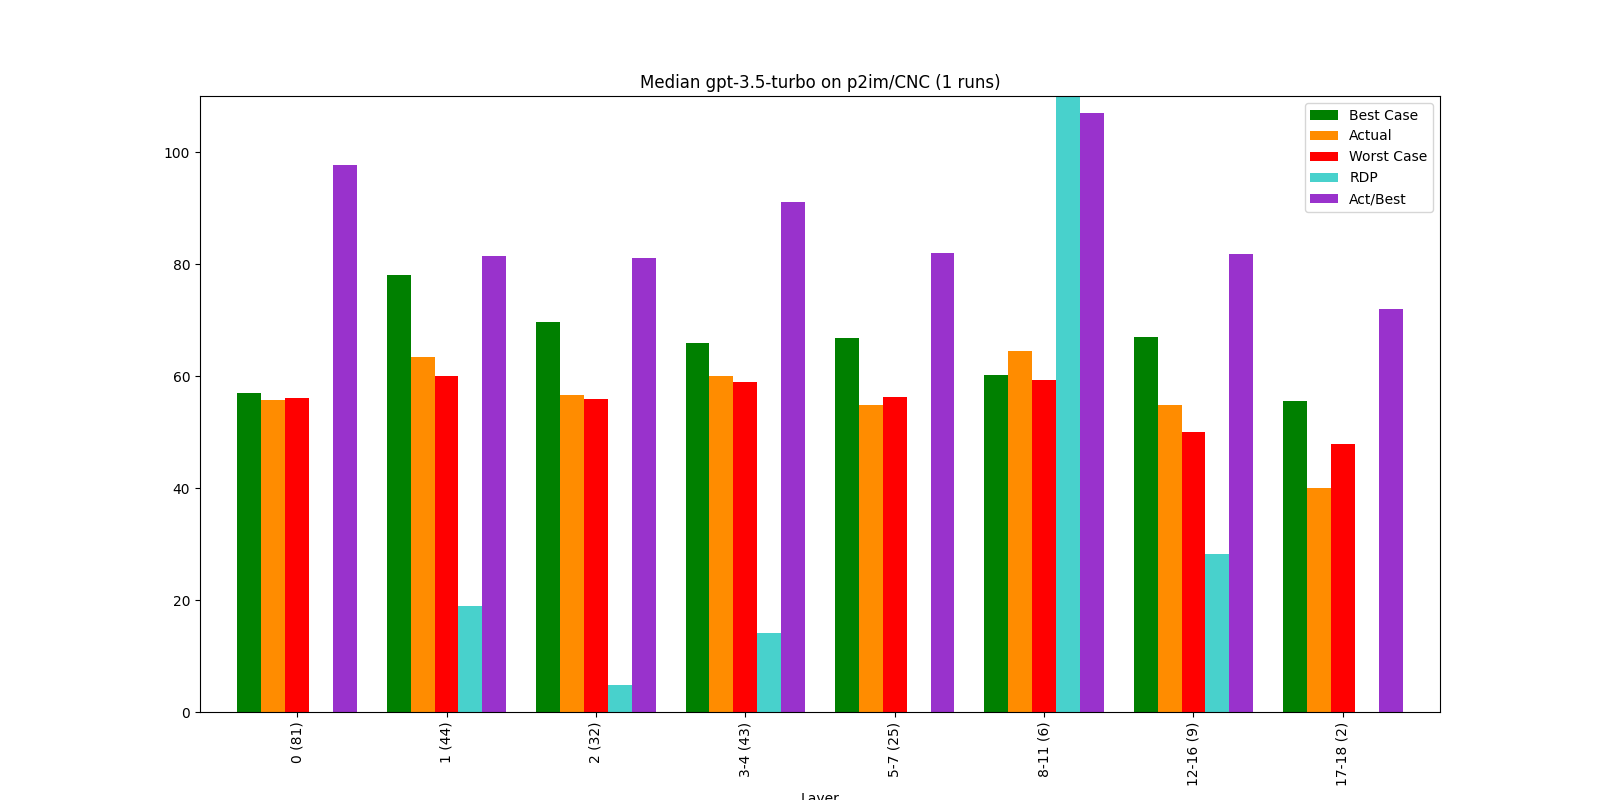 Median gpt-3.5-turbo on p2im/CNC (1 runs)
Best Case
Actual
Worst Case
RDP
Act/Best
100
80
60
40
20
0
0 (81)
1 (44)
2 (32)
3-4 (43)
5-7 (25)
8-11 (6)
12-16 (9)
17-18 (2)
Layer